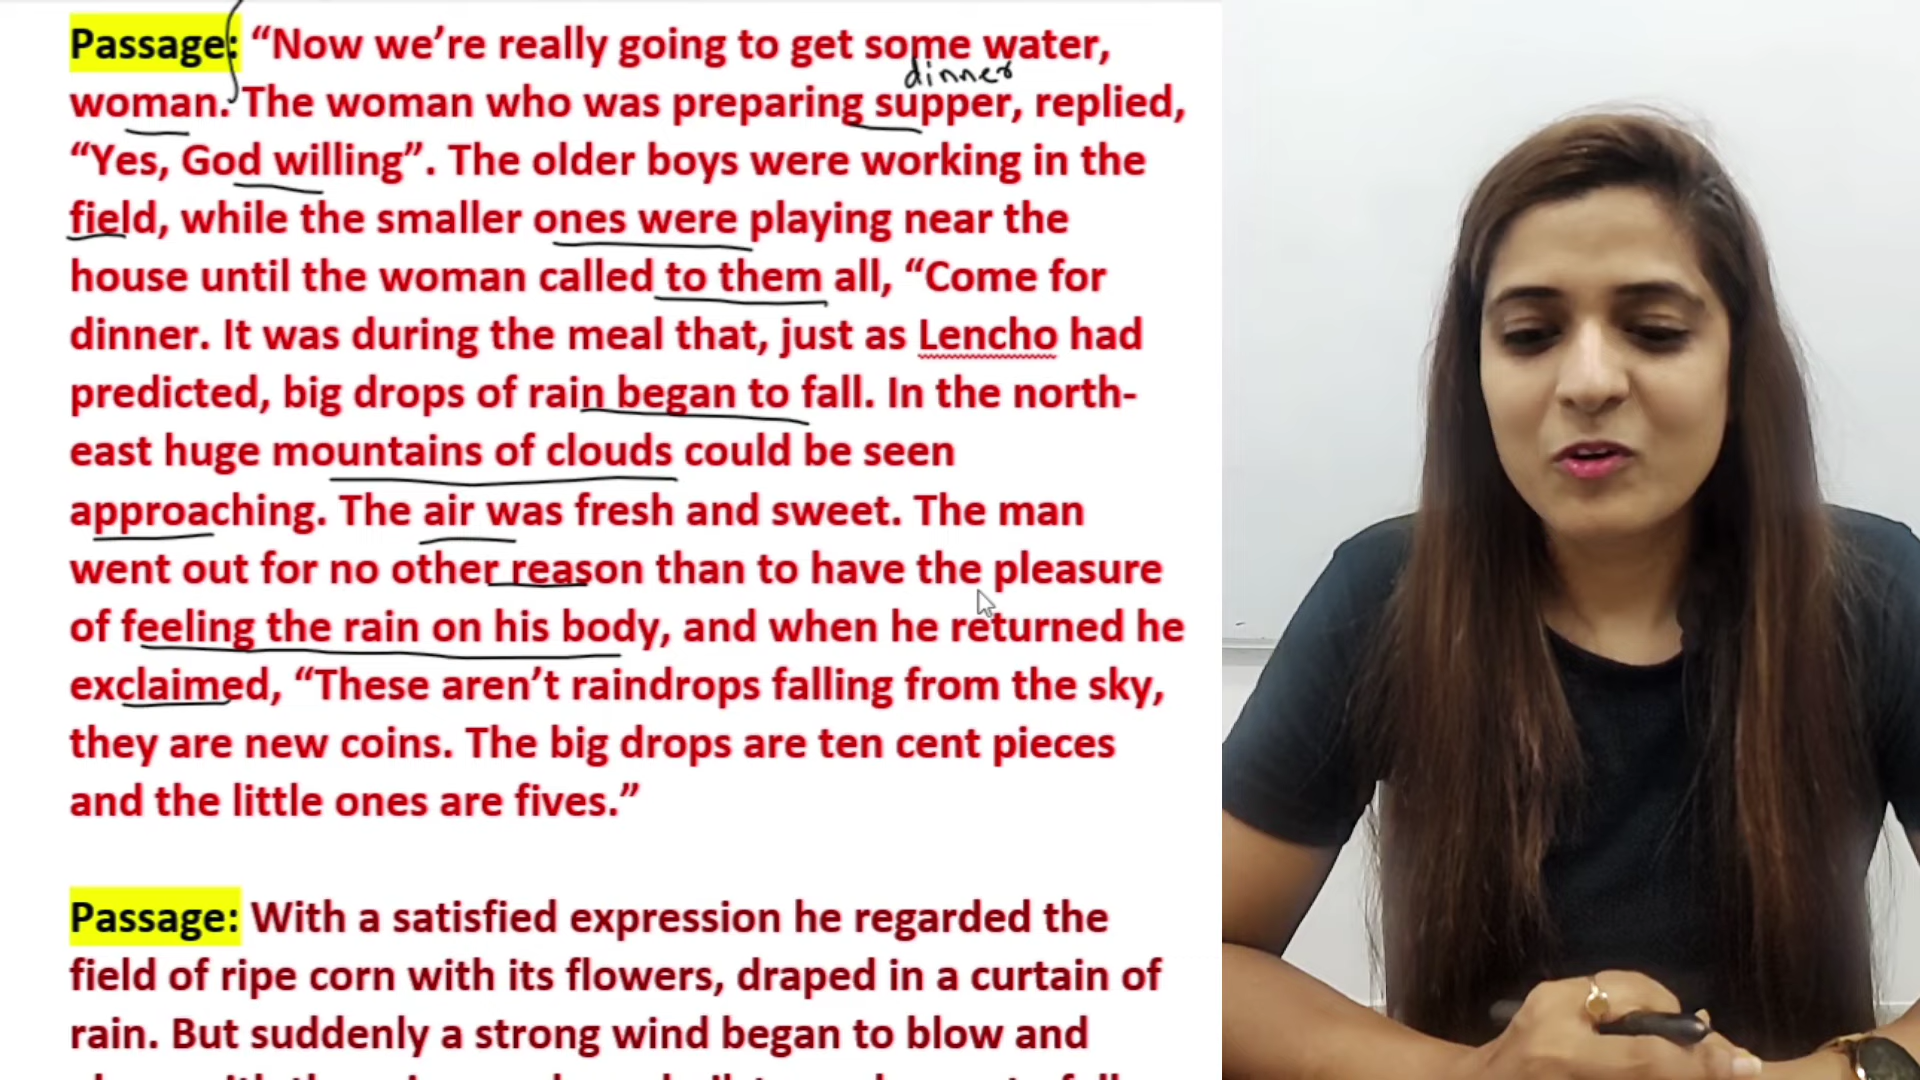 Passage: “Now we’re really going to get some water,
dinner
woman. The woman who was preparing supper, replied,
“Yes, God willing”. The older boys were working in the
field, while the smaller ones were playing near the
house until the woman called to them all, “Come for
dinner. It was during the meal that, just as Lencho had
predicted, big drops of rain began to fall. In the north-
east huge mountains of clouds could be seen
approaching. The air was fresh and sweet. The man
went out for no other reason than to have the pleasure
of feeling the rain on his body, and when he returned he
exclaimed, “These aren’t raindrops falling from the sky,
they are new coins. The big drops are ten cent pieces
and the little ones are fives.”
Passage: With a satisfied expression he regarded the
field of ripe corn with its flowers, draped in a curtain of
rain. But suddenly a strong wind began to blow and